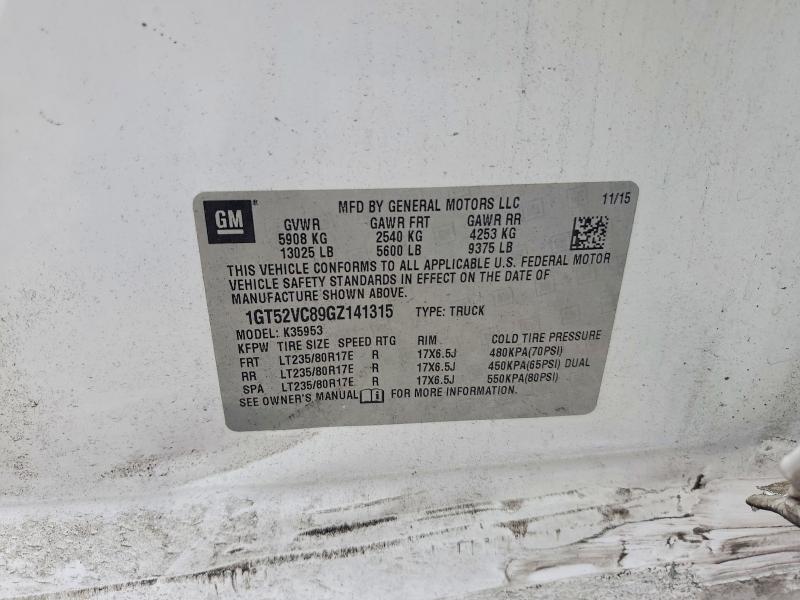 GM
MFD BY GENERAL MOTORS LLC
11/15
GVWR GAWR FRT GAWR RR
5908 KG 2540 KG 4253 KG
13025 LB 5600 LB 9375 LB
THIS VEHICLE CONFORMS TO ALL APPLICABLE U.S. FEDERAL MOTOR
VEHICLE SAFETY STANDARDS IN EFFECT ON THE DATE OF
MANUFACTURE SHOWN ABOVE.
1GT52VC89GZ141315 TYPE: TRUCK
MODEL: K35953
KFPW TIRE SIZE SPEED RTG RIM COLD TIRE PRESSURE
FRT LT235/80R17E R 17X6.5J 480KPA(70PSI)
RR LT235/80R17E R 17X6.5J 450KPA(65PSI) DUAL
SPA LT235/80R17E R 17X6.5J 550KPA(80PSI)
SEE OWNER'S MANUAL FOR MORE INFORMATION.